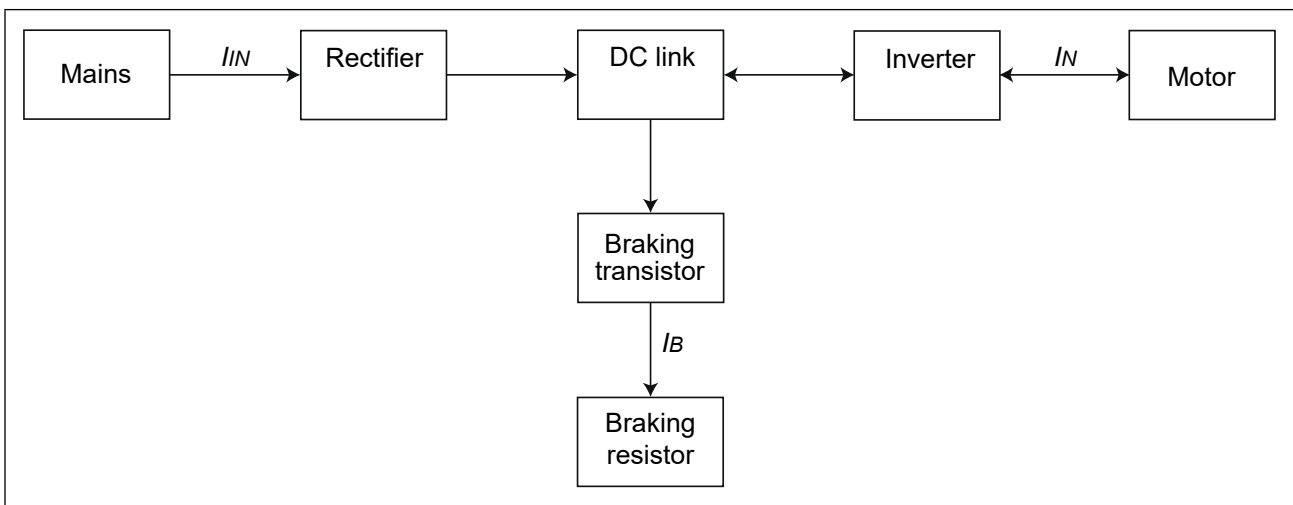 Mains
IIN
Rectifier
DC link
Inverter
IN
Motor
Braking
transistor
IB
Braking
resistor